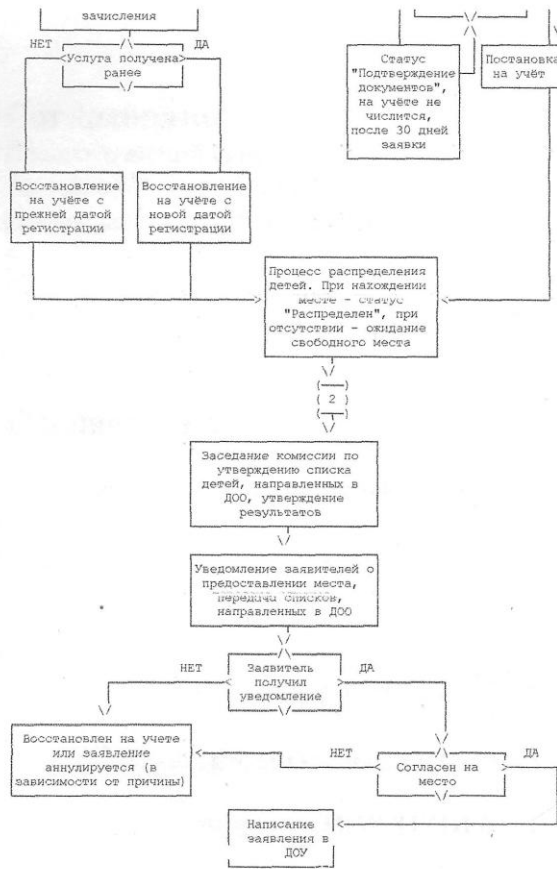 зачисления
НЕТ
ДА
Услуга получена
ранее
Статус
"Подтверждение
документов",
на учёте не
числится,
после 30 дней
заявки
Постановка
на учёт
Восстановление
на учёте с
прежней датой
регистрации
Восстановление
на учёте с
новой датой
регистрации
Процесс распределения
детей. При нахождении
месте - статус
"Распределен", при
отсутствии - ожидание
свободного места
( 2 )
Заседание комиссии по
утверждению списка
детей, направленных в
ДОО, утверждение
результатов
Уведомление заявителей о
предоставлении места,
передачи списков,
направленных в ДОО
НЕТ
Заявитель
получил
уведомление
ДА
Восстановлен на учете
или заявление
аннулируется (в
зависимости от причины)
НЕТ
Согласен на
место
ДА
Написание
заявления в
ДОУ